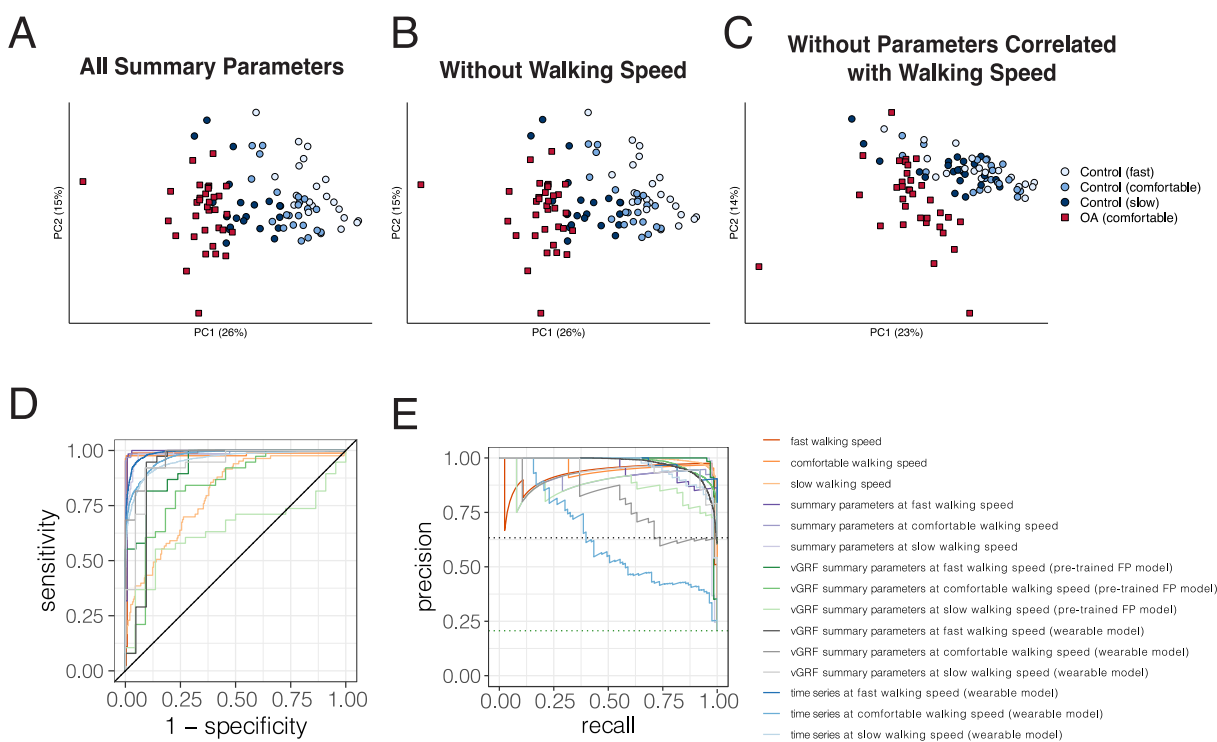 A
All Summary Parameters
PC2 (15%)
PC1 (26%)
B
Without Walking Speed
PC2 (15%)
PC1 (26%)
C
Without Parameters Correlated
with Walking Speed
PC2 (14%)
PC1 (23%)
Control (fast)
Control (comfortable)
Control (slow)
OA (comfortable)
D
sensitivity
1.00
0.75
0.50
0.25
0.00
0.00 0.25 0.50 0.75 1.00
1 − specificity
E
precision
1.00
0.75
0.50
0.25
0.00
0.00 0.25 0.50 0.75 1.00
recall
fast walking speed
comfortable walking speed
slow walking speed
summary parameters at fast walking speed
summary parameters at comfortable walking speed
summary parameters at slow walking speed
vGRF summary parameters at fast walking speed (pre-trained FP model)
vGRF summary parameters at comfortable walking speed (pre-trained FP model)
vGRF summary parameters at slow walking speed (pre-trained FP model)
vGRF summary parameters at fast walking speed (wearable model)
vGRF summary parameters at comfortable walking speed (wearable model)
vGRF summary parameters at slow walking speed (wearable model)
time series at fast walking speed (wearable model)
time series at comfortable walking speed (wearable model)
time series at slow walking speed (wearable model)